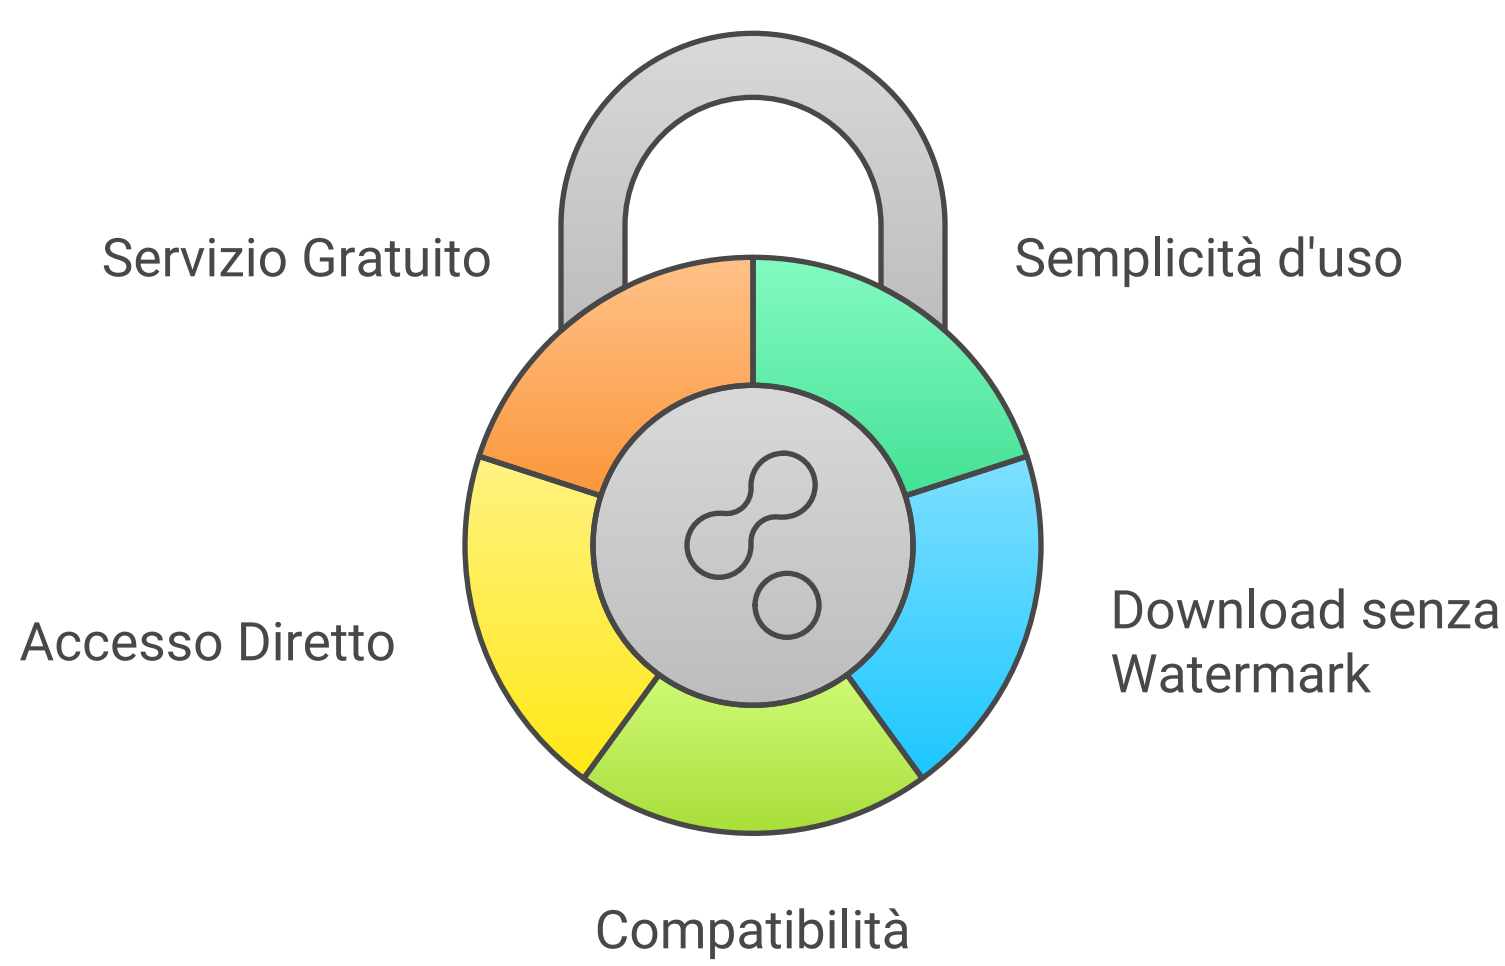 Servizio Gratuito
Semplicità d'uso
Accesso Diretto
Download senza
Watermark
Compatibilità